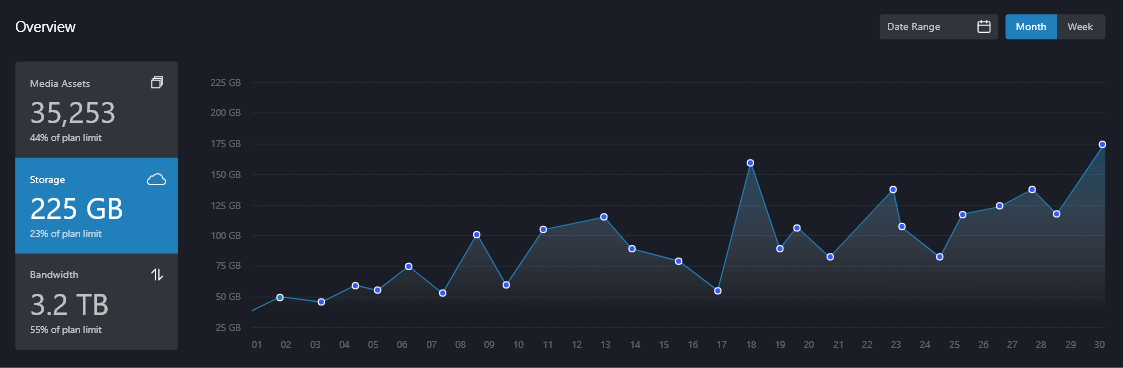 Overview
Date Range
Month
Week
Media Assets
35,253
44% of plan limit
Storage
225 GB
23% of plan limit
Bandwidth
3.2 TB
55% of plan limit
225 GB
200 GB
175 GB
150 GB
125 GB
100 GB
75 GB
50 GB
25 GB
01 02 03 04 05 06 07 08 09 10 11 12 13 14 15 16 17 18 19 20 21 22 23 24 25 26 27 28 29 30